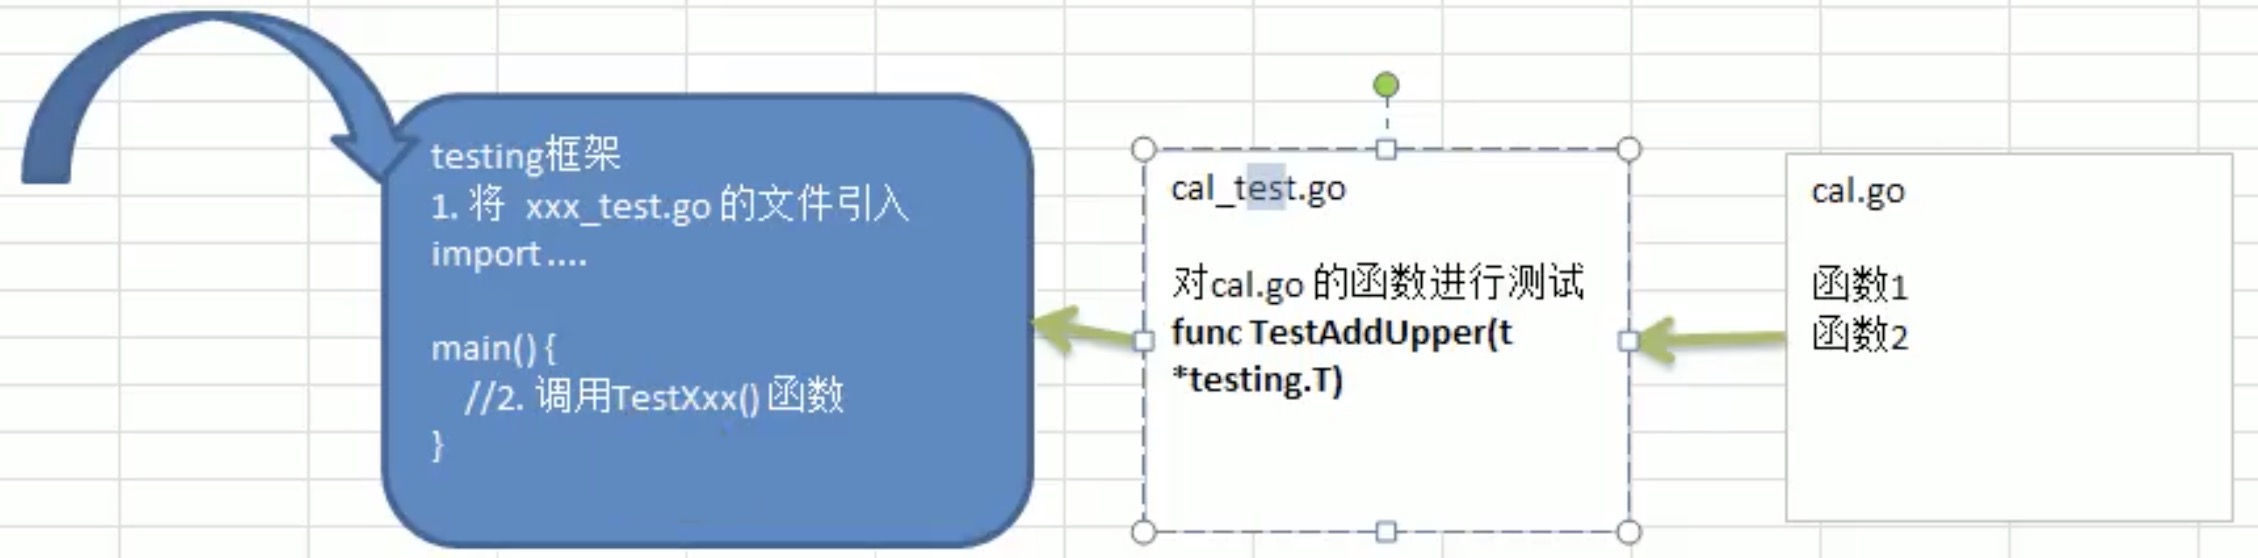 testing框架
1. 将 xxx_test.go 的文件引入
import ....
main() {
//2. 调用TestXxx() 函数
}
cal_test.go
对cal.go 的函数进行测试
func TestAddUpper(t
*testing.T)
cal.go
函数1
函数2